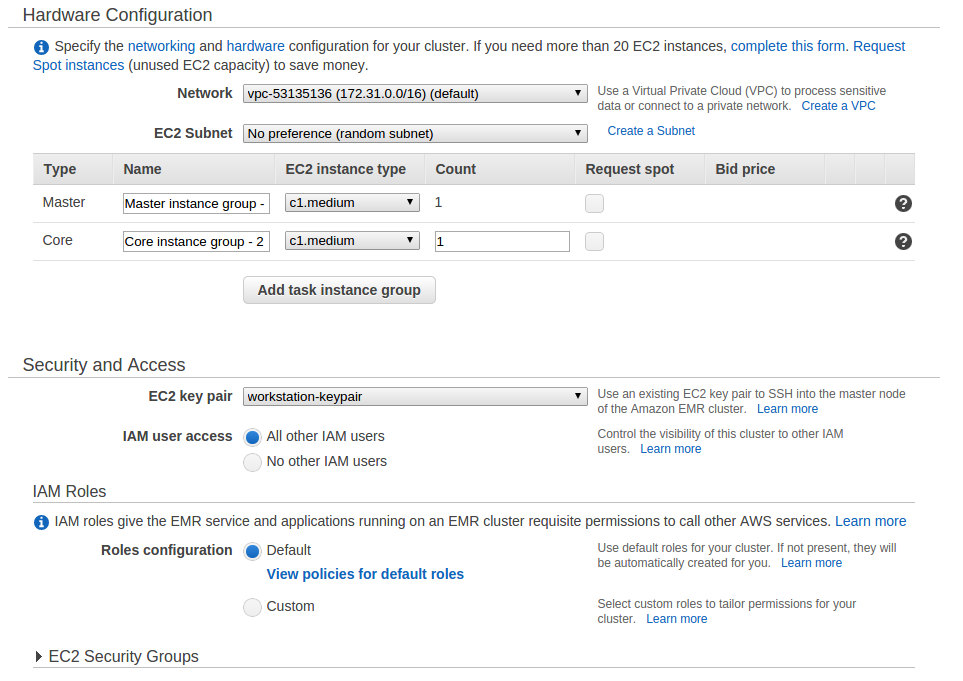 Hardware Configuration
Specify the networking and hardware configuration for your cluster. If you need more than 20 EC2 instances, complete this form. Request
Spot instances (unused EC2 capacity) to save money.
Network vpc-53135136 (172.31.0.0/16) (default) Use a Virtual Private Cloud (VPC) to process sensitive
data or connect to a private network. Create a VPC
EC2 Subnet No preference (random subnet) Create a Subnet
Type Name EC2 instance type Count Request spot Bid price
Master Master instance group - c1.medium 1
Core Core instance group - 2 c1.medium 1
Add task instance group
Security and Access
EC2 key pair workstation-keypair Use an existing EC2 key pair to SSH into the master node
of the Amazon EMR cluster. Learn more
IAM user access All other IAM users Control the visibility of this cluster to other IAM
users. Learn more
No other IAM users
IAM Roles
IAM roles give the EMR service and applications running on an EMR cluster requisite permissions to call other AWS services. Learn more
Roles configuration Default Use default roles for your cluster. If not present, they will
be automatically created for you. Learn more
View policies for default roles
Custom Select custom roles to tailor permissions for your
cluster. Learn more
EC2 Security Groups